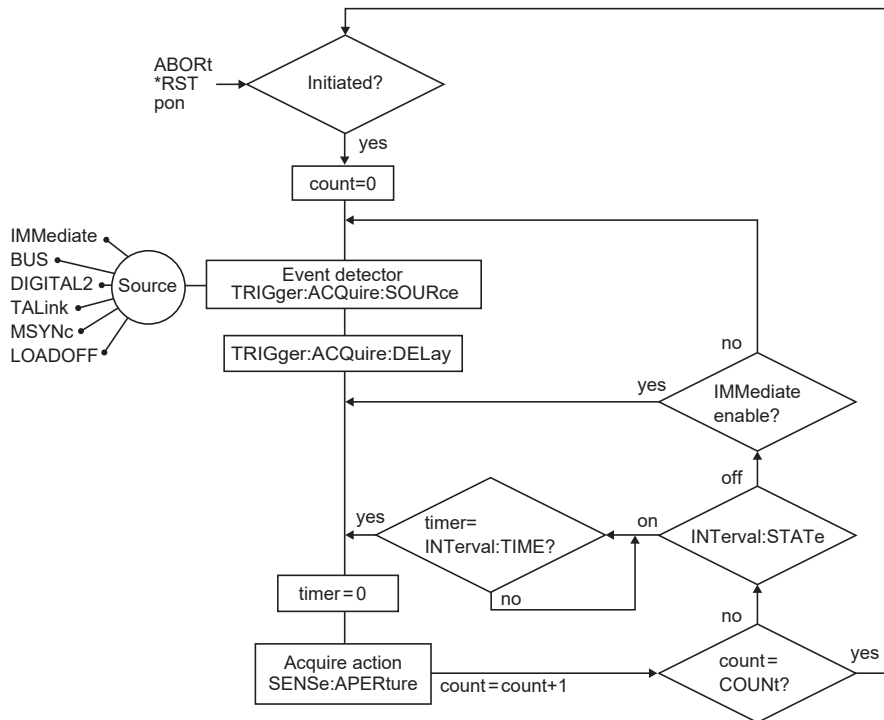 ABORt
*RST
pon
Initiated?
yes
count=0
IMMediate
BUS
DIGITAL2
TALink
MSYNc
LOADOFF
Source
Event detector
TRIGger:ACQuire:SOURce
TRIGger:ACQuire:DELay
no
yes
IMMediate
enable?
off
yes
timer=
INTerval:TIME?
on
INTerval:STATe
no
timer=0
no
Acquire action
SENSe:APERture
count=count+1
count=
COUNt?
yes